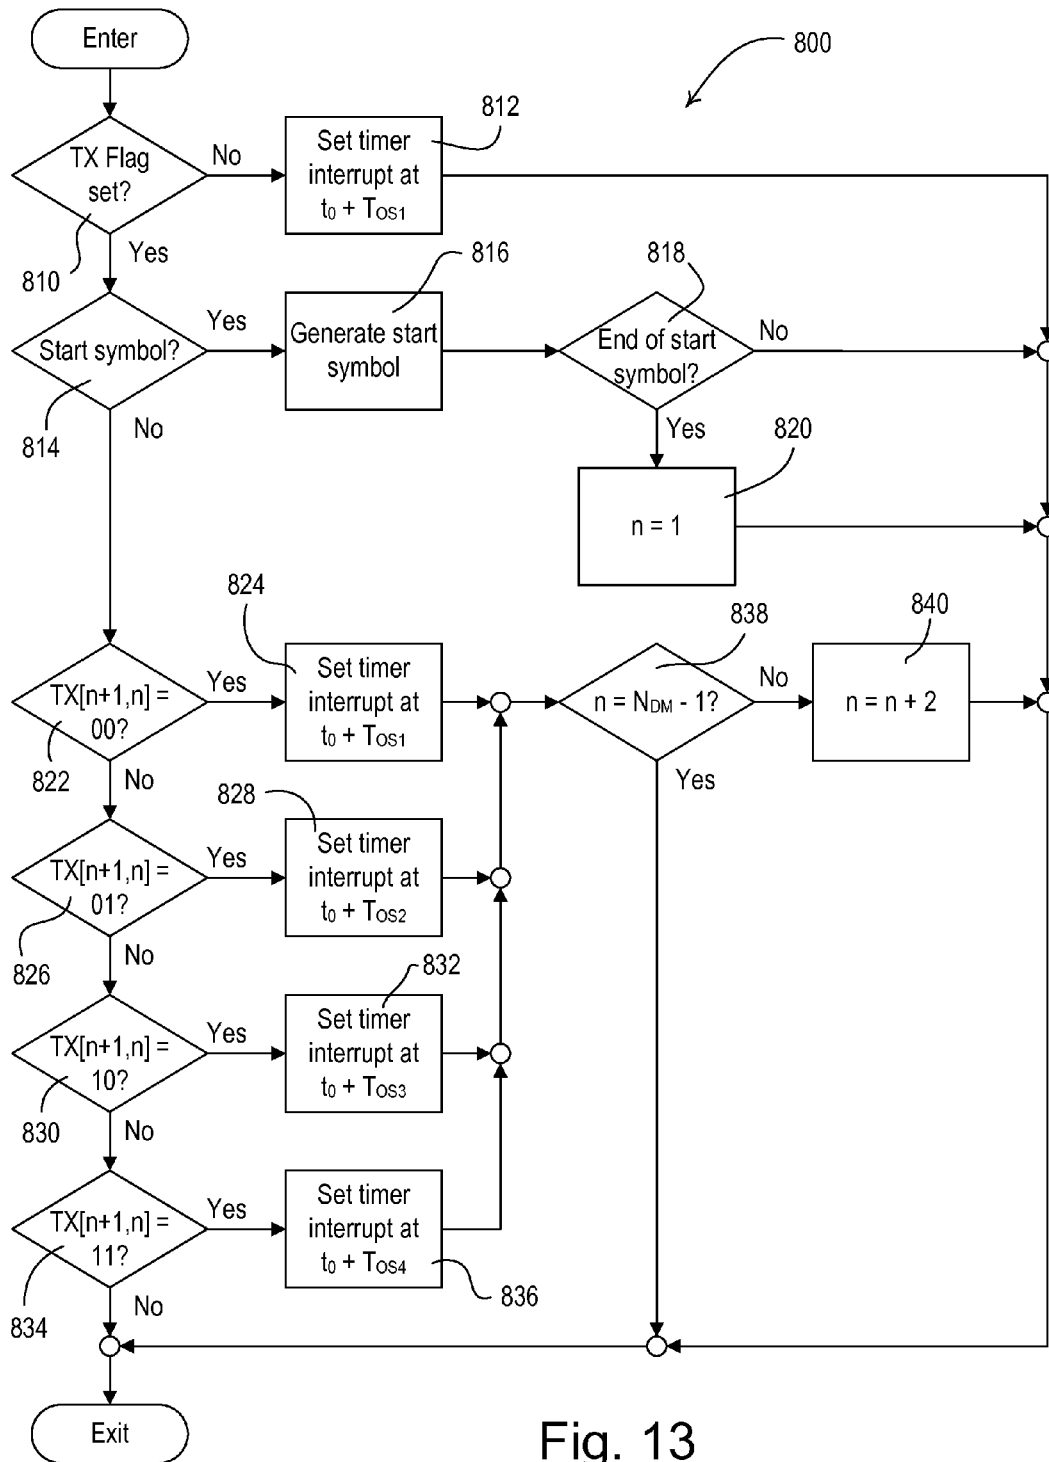 Enter
800
TX Flag
set?
No
Set timer
interrupt at
t₀ + TOS1
812
810
Yes
Start symbol?
Yes
Generate start
symbol
816
End of start
symbol?
818
No
814
No
Yes
820
n = 1
TX[n+1,n] =
00?
Yes
824
Set timer
interrupt at
t₀ + TOS1
n = NDM - 1?
838
No
840
n = n + 2
822
No
Yes
TX[n+1,n] =
01?
Yes
828
Set timer
interrupt at
t₀ + TOS2
826
No
TX[n+1,n] =
10?
Yes
832
Set timer
interrupt at
t₀ + TOS3
830
No
TX[n+1,n] =
11?
Yes
Set timer
interrupt at
t₀ + TOS4
836
834
No
Exit
Fig. 13